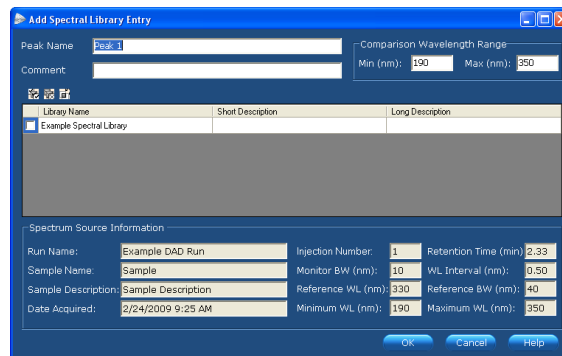 Add Spectral Library Entry
Peak Name Peak 1
Comment
Comparison Wavelength Range
Min (nm): 190 Max (nm): 350
Library Name Short Description Long Description
Example Spectral Library
Spectrum Source Information
Run Name: Example DAD Run Injection Number: 1 Retention Time (min) 2.33
Sample Name: Sample Monitor BW (nm): 10 WL Interval (nm): 0.50
Sample Description: Sample Description Reference WL (nm): 330 Reference BW (nm): 40
Date Acquired: 2/24/2009 9:25 AM Minimum WL (nm): 190 Maximum WL (nm): 350
OK Cancel Help